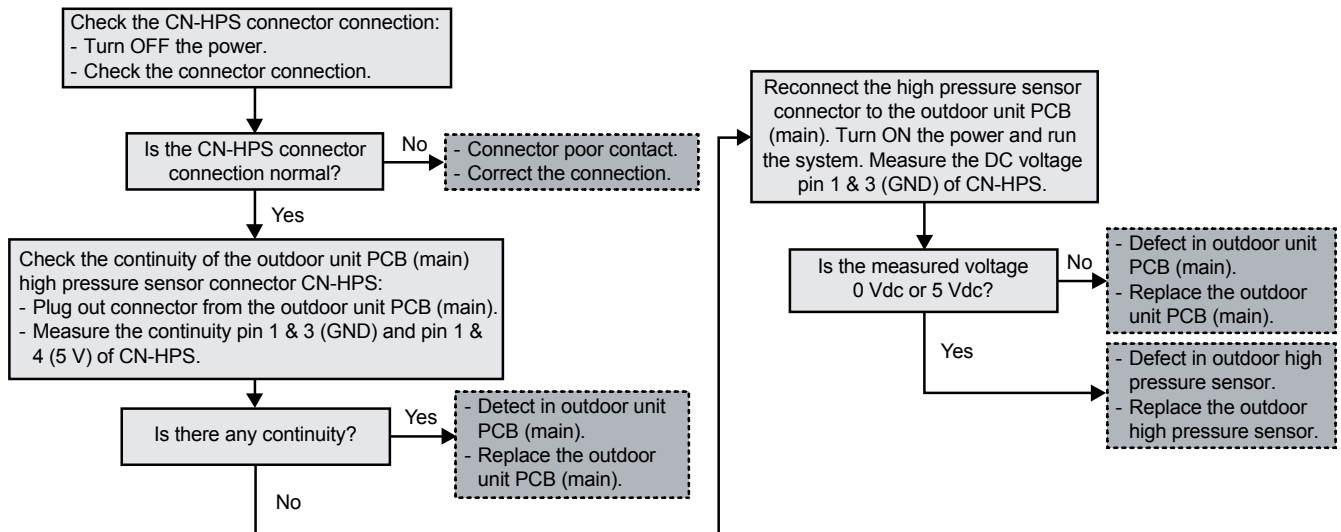 Check the CN-HPS connector connection:
- Turn OFF the power.
- Check the connector connection.
Is the CN-HPS connector
connection normal?
No
- Connector poor contact.
- Correct the connection.
Yes
Check the continuity of the outdoor unit PCB (main)
high pressure sensor connector CN-HPS:
- Plug out connector from the outdoor unit PCB (main).
- Measure the continuity pin 1 & 3 (GND) and pin 1 &
4 (5 V) of CN-HPS.
Is there any continuity?
Yes
- Detect in outdoor unit
PCB (main).
- Replace the outdoor
unit PCB (main).
No
Reconnect the high pressure sensor
connector to the outdoor unit PCB
(main). Turn ON the power and run
the system. Measure the DC voltage
pin 1 & 3 (GND) of CN-HPS.
Is the measured voltage
0 Vdc or 5 Vdc?
No
- Defect in outdoor unit
PCB (main).
- Replace the outdoor
unit PCB (main).
Yes
- Defect in outdoor high
pressure sensor.
- Replace the outdoor
high pressure sensor.